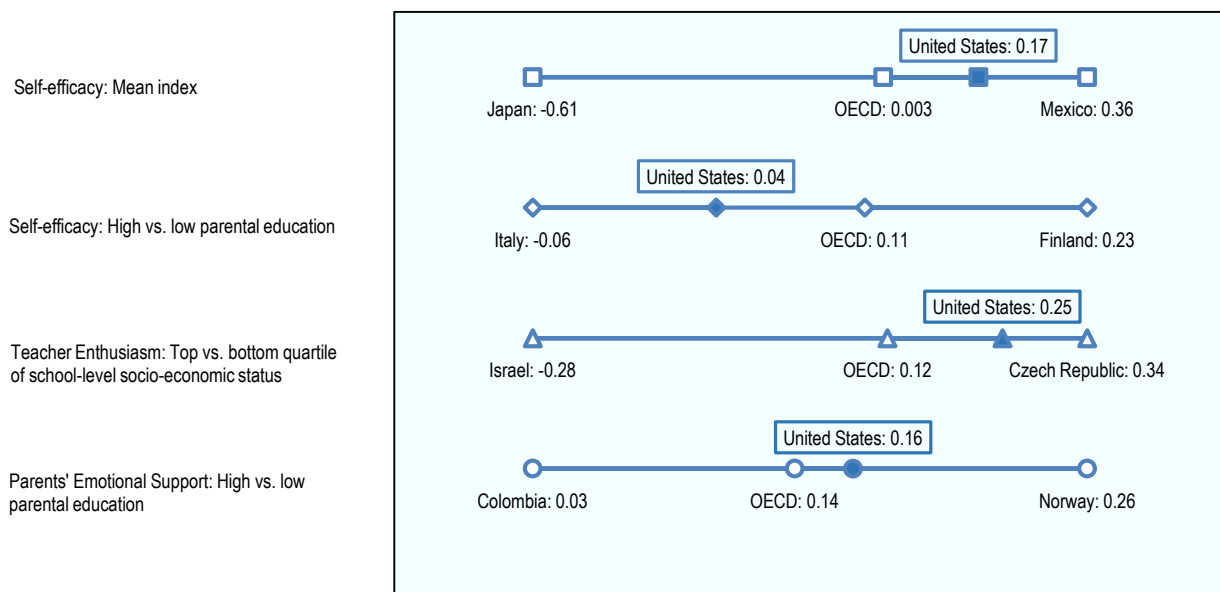 United States: 0.17
Self-efficacy: Mean index
Japan: -0.61 OECD: 0.003 Mexico: 0.36
United States: 0.04
Self-efficacy: High vs. low parental education
Italy: -0.06 OECD: 0.11 Finland: 0.23
United States: 0.25
Teacher Enthusiasm: Top vs. bottom quartile
of school-level socio-economic status
Israel: -0.28 OECD: 0.12 Czech Republic: 0.34
United States: 0.16
Parents' Emotional Support: High vs. low
parental education
Colombia: 0.03 OECD: 0.14 Norway: 0.26